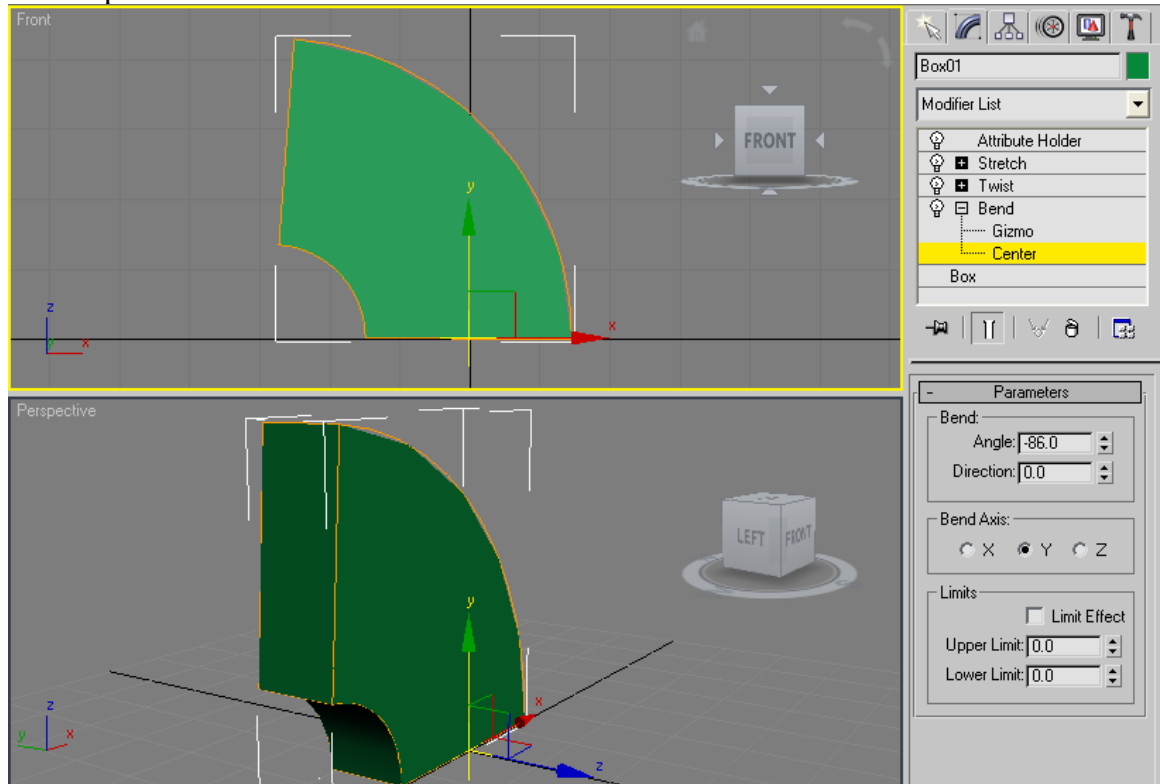 Front
FRONT
y
x
z
y x
Perspective
LEFT FRONT
y
x
z
z
y x
Box01
Modifier List
Attribute Holder
Stretch
Twist
Bend
Gizmo
Center
Box
- Parameters
Bend:
Angle: -86.0
Direction: 0.0
Bend Axis:
X Y Z
Limits
Limit Effect
Upper Limit: 0.0
Lower Limit: 0.0